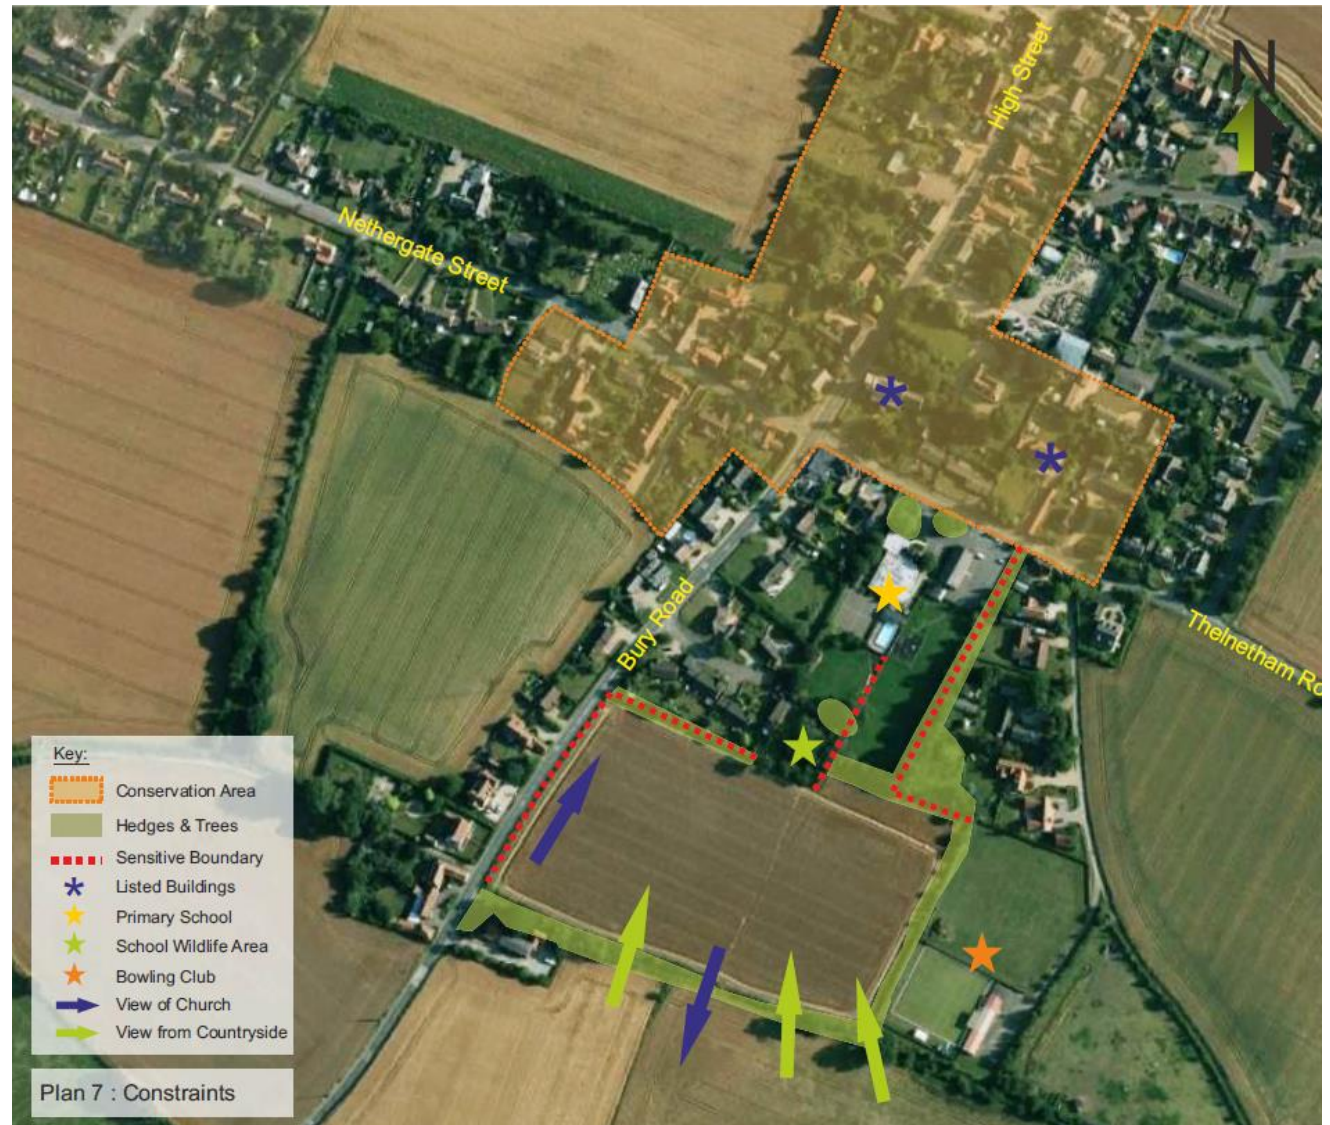 N
High Street
Nethergate Street
Bury Road
Thelnetham Ro
Key:
Conservation Area
Hedges & Trees
Sensitive Boundary
Listed Buildings
Primary School
School Wildlife Area
Bowling Club
View of Church
View from Countryside
Plan 7 : Constraints